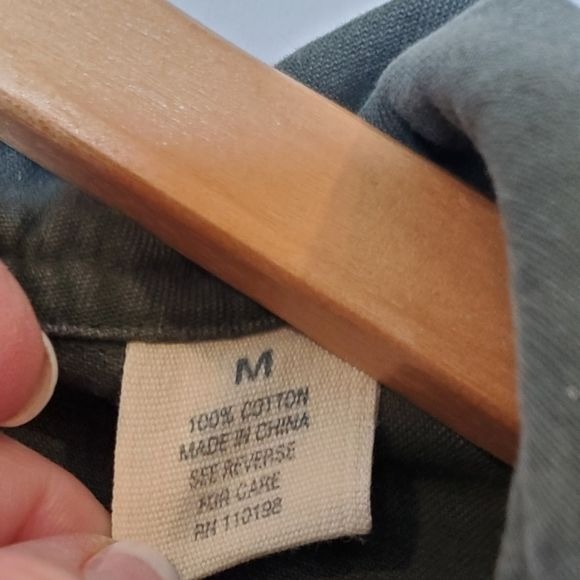 M
100% COTTON
MADE IN CHINA
SEE REVERSE
FOR CARE
RN 110198